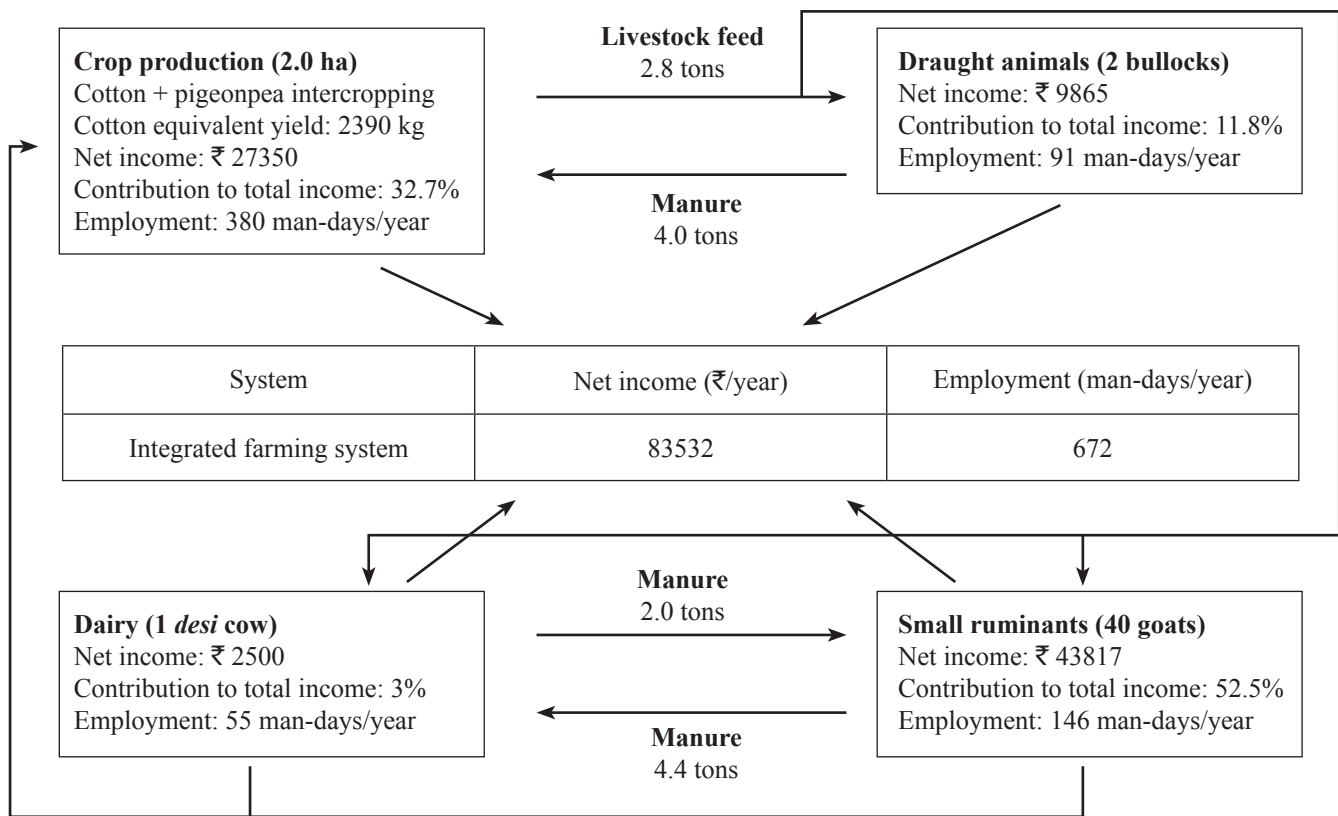 Crop production (2.0 ha)
Cotton + pigeonpea intercropping
Cotton equivalent yield: 2390 kg
Net income: ₹ 27350
Contribution to total income: 32.7%
Employment: 380 man-days/year
Livestock feed
2.8 tons
Manure
4.0 tons
Draught animals (2 bullocks)
Net income: ₹ 9865
Contribution to total income: 11.8%
Employment: 91 man-days/year
System
Net income (₹/year)
Employment (man-days/year)
Integrated farming system
83532
672
Dairy (1 desi cow)
Net income: ₹ 2500
Contribution to total income: 3%
Employment: 55 man-days/year
Manure
2.0 tons
Manure
4.4 tons
Small ruminants (40 goats)
Net income: ₹ 43817
Contribution to total income: 52.5%
Employment: 146 man-days/year